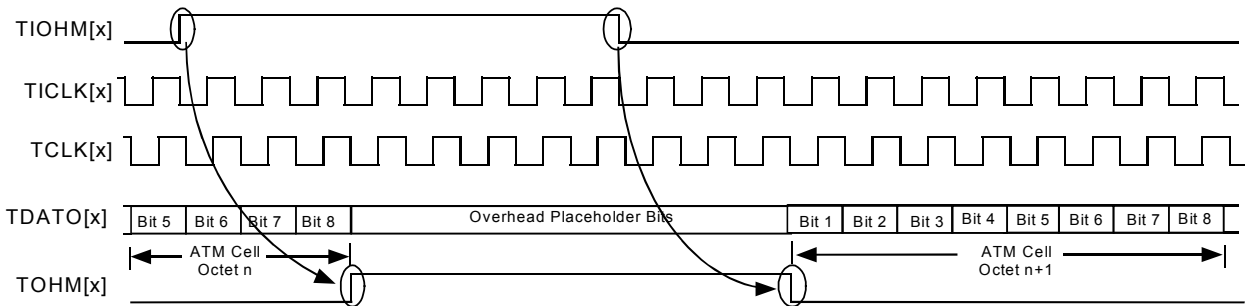 TIOHM[x]
TICLK[x]
TCLK[x]
TDATO[x] Bit 5 Bit 6 Bit 7 Bit 8 Overhead Placeholder Bits Bit 1 Bit 2 Bit 3 Bit 4 Bit 5 Bit 6 Bit 7 Bit 8
ATM Cell
Octet n
ATM Cell
Octet n+1
TOHM[x]